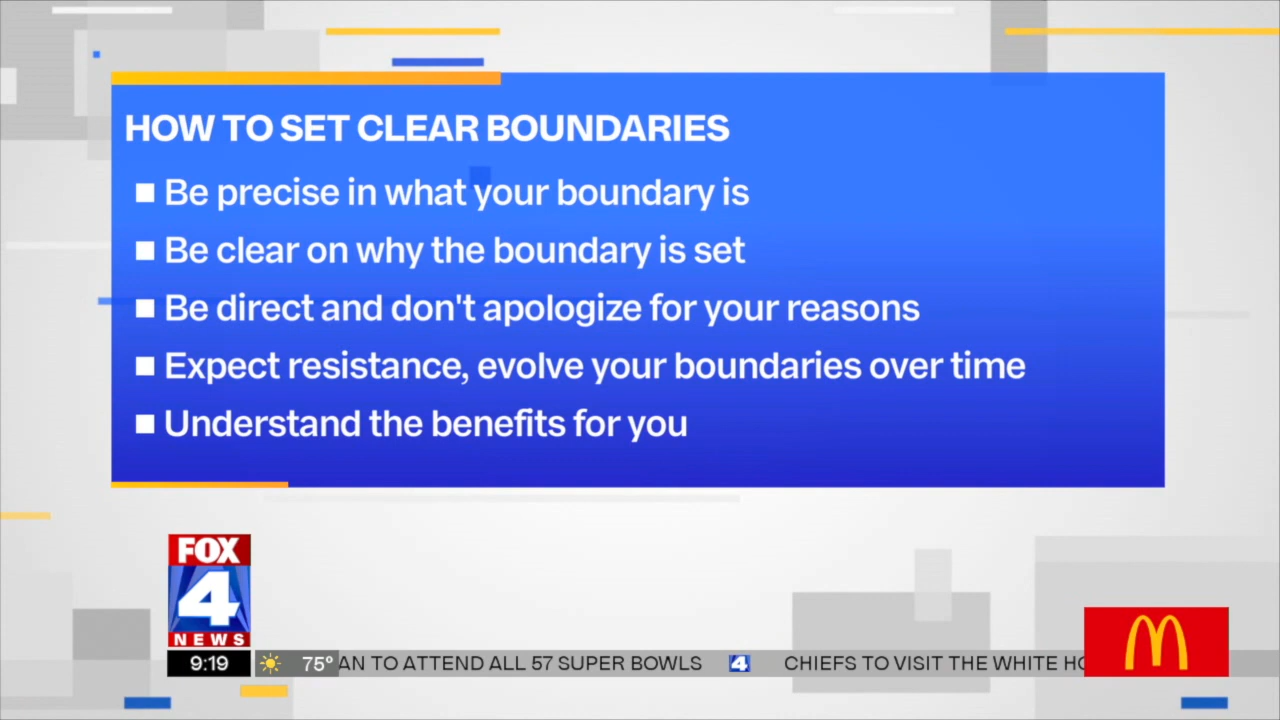 HOW TO SET CLEAR BOUNDARIES
Be precise in what your boundary is
Be clear on why the boundary is set
Be direct and don't apologize for your reasons
Expect resistance, evolve your boundaries over time
Understand the benefits for you
FOX
4
NEWS
9:19 75° AN TO ATTEND ALL 57 SUPER BOWLS 4 CHIEFS TO VISIT THE WHITE